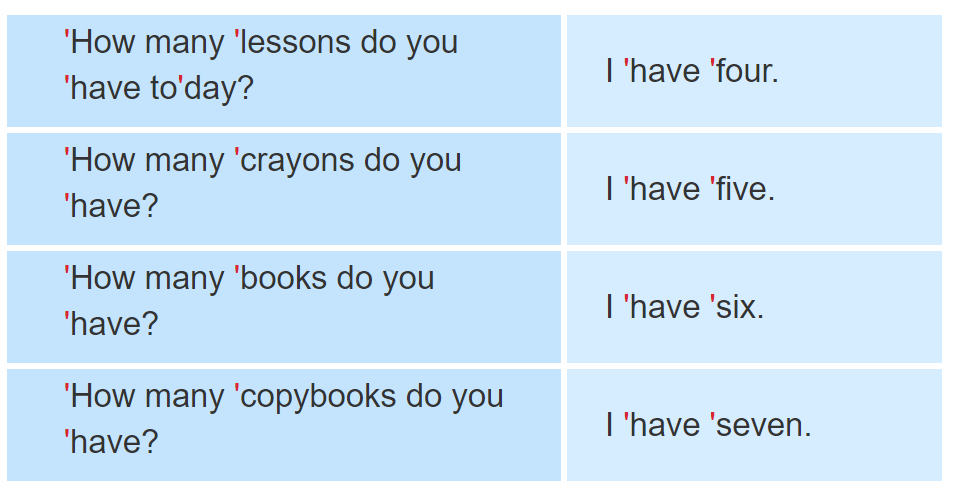 'How many 'lessons do you
'have to'day?
I 'have 'four.
'How many 'crayons do you
'have?
I 'have 'five.
'How many 'books do you
'have?
I 'have 'six.
'How many 'copybooks do you
'have?
I 'have 'seven.